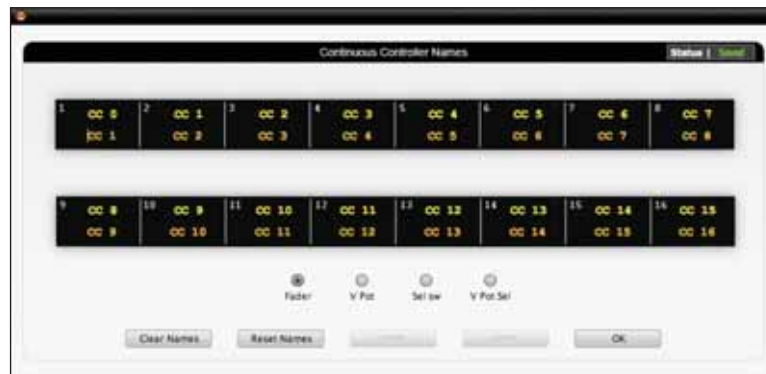 Continuous Controller Names
Status | Saved
1 2 3 4 5 6 7 8
CC 0 CC 1 CC 2 CC 3 CC 4 CC 5 CC 6 CC 7
CC 1 CC 2 CC 3 CC 4 CC 5 CC 6 CC 7 CC 8
9 10 11 12 13 14 15 16
CC 8 CC 9 CC 10 CC 11 CC 12 CC 13 CC 14 CC 15
CC 9 CC 10 CC 11 CC 12 CC 13 CC 14 CC 15 CC 16
Fader V Pot Sel sw V Pot Sel
Clear Names Reset Names OK